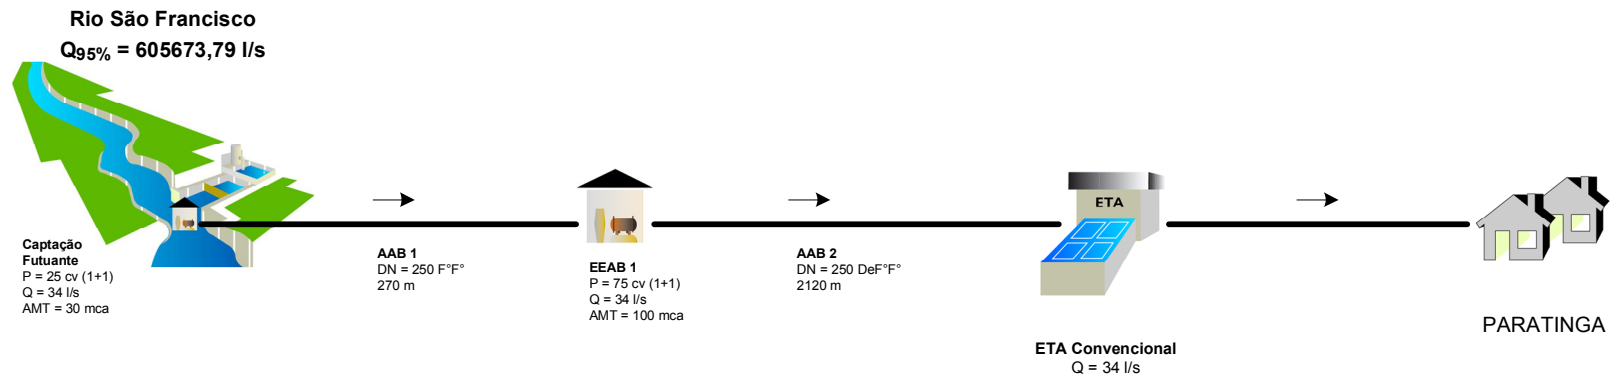 Rio São Francisco
Q95% = 605673,79 l/s
Captação
Futuante
P = 25 cv (1+1)
Q = 34 l/s
AMT = 30 mca
AAB 1
DN = 250 F°F°
270 m
EEAB 1
P = 75 cv (1+1)
Q = 34 l/s
AMT = 100 mca
AAB 2
DN = 250 DeF°F°
2120 m
ETA
ETA Convencional
Q = 34 l/s
PARATINGA